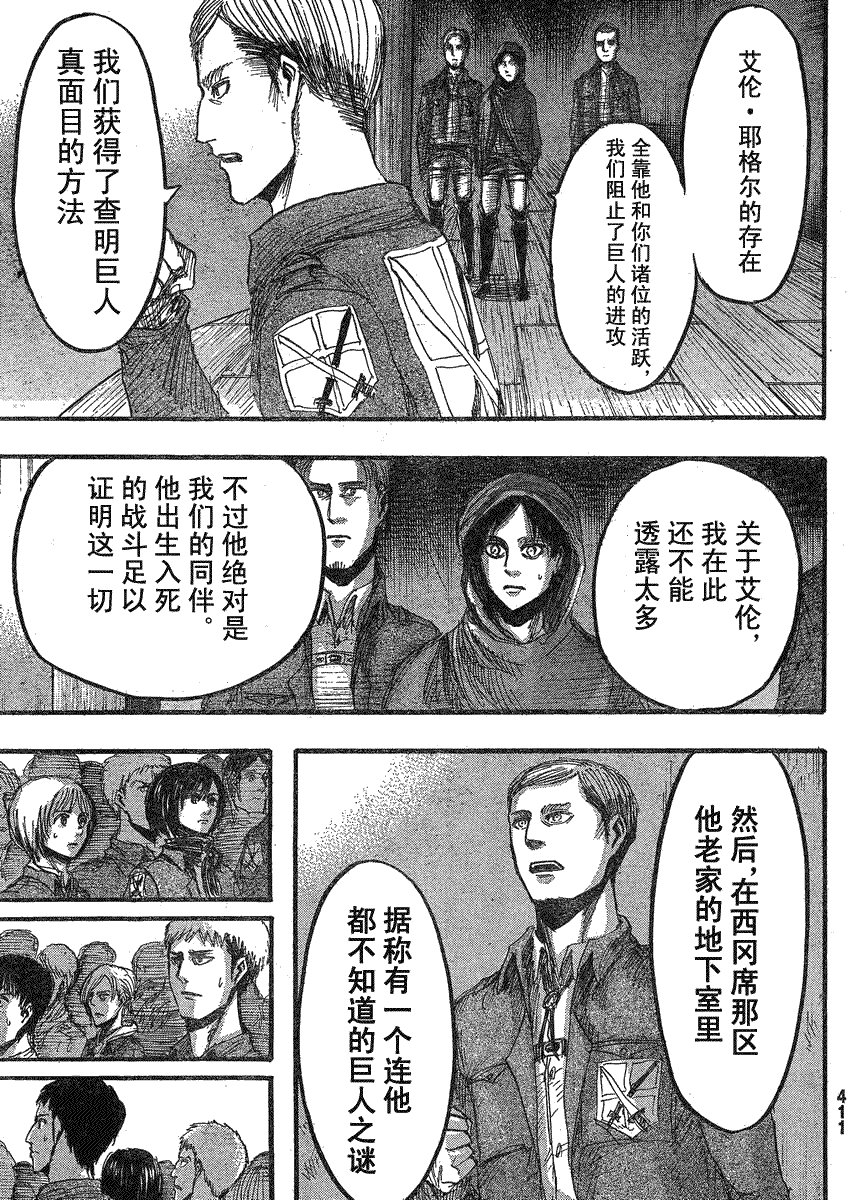 艾伦·耶格尔的存在
全靠他和你们诸位的活跃，
我们阻止了巨人的进攻
我们获得了查明巨人
真面目的方法
关于艾伦，
我在此
还不能
透露太多
不过他绝对是
我们的同伴。
他出生入死
的战斗足以
证明这一切
然后，在西冈席那区
他老家的地下室里
据称有一个连他
都不知道的巨人之谜
411